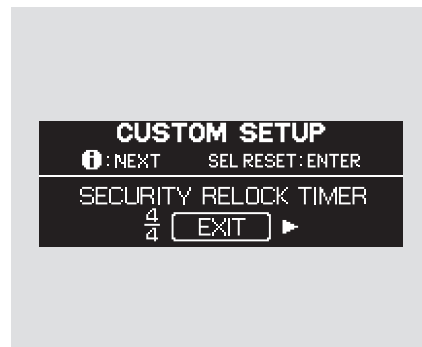 CUSTOM SETUP
i : NEXT SEL RESET : ENTER
SECURITY RELOCK TIMER
4/4 EXIT ►